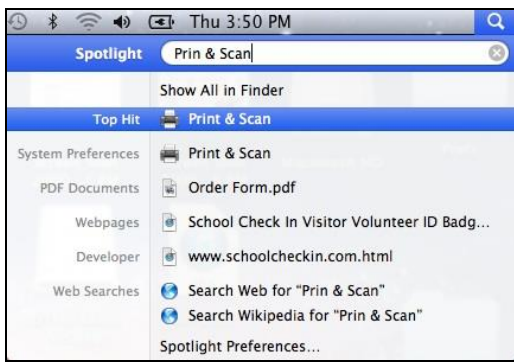 Thu 3:50 PM
Spotlight Prin & Scan
Show All in Finder
Top Hit Print & Scan
System Preferences Print & Scan
PDF Documents Order Form.pdf
Webpages School Check In Visitor Volunteer ID Badg...
Developer www.schoolcheckin.com.html
Web Searches Search Web for "Prin & Scan"
Search Wikipedia for "Prin & Scan"
Spotlight Preferences...